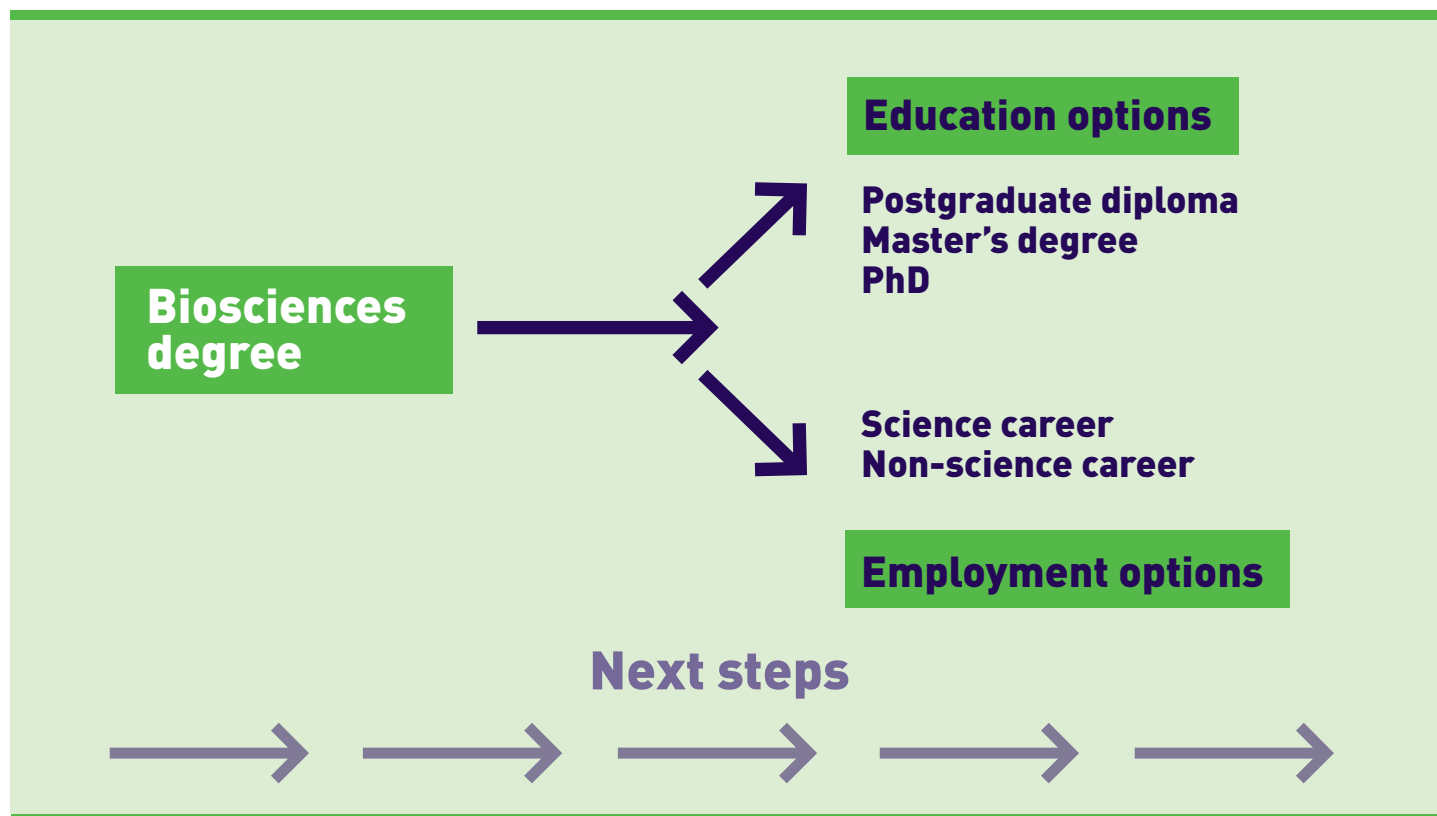 Education options
Postgraduate diploma
Master’s degree
PhD
Biosciences
degree
Science career
Non-science career
Employment options
Next steps